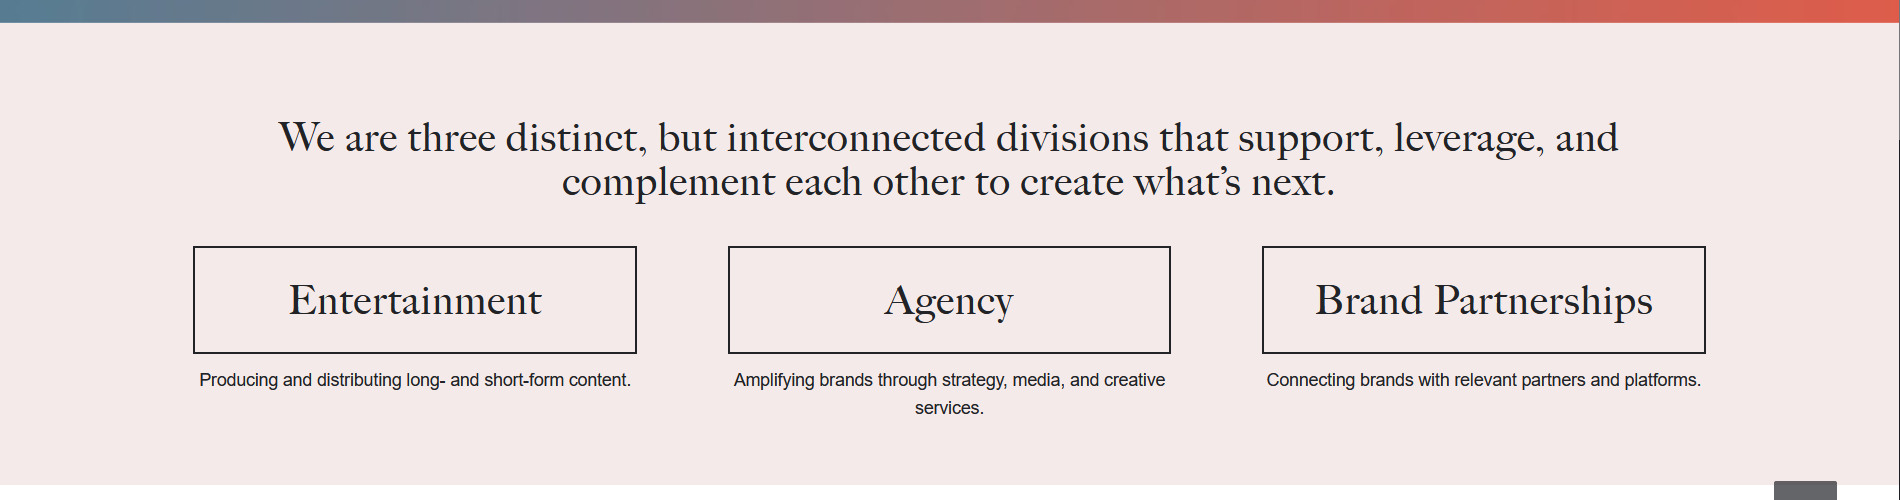 We are three distinct, but interconnected divisions that support, leverage, and
complement each other to create what’s next.
Entertainment
Agency
Brand Partnerships
Producing and distributing long- and short-form content.
Amplifying brands through strategy, media, and creative
services.
Connecting brands with relevant partners and platforms.